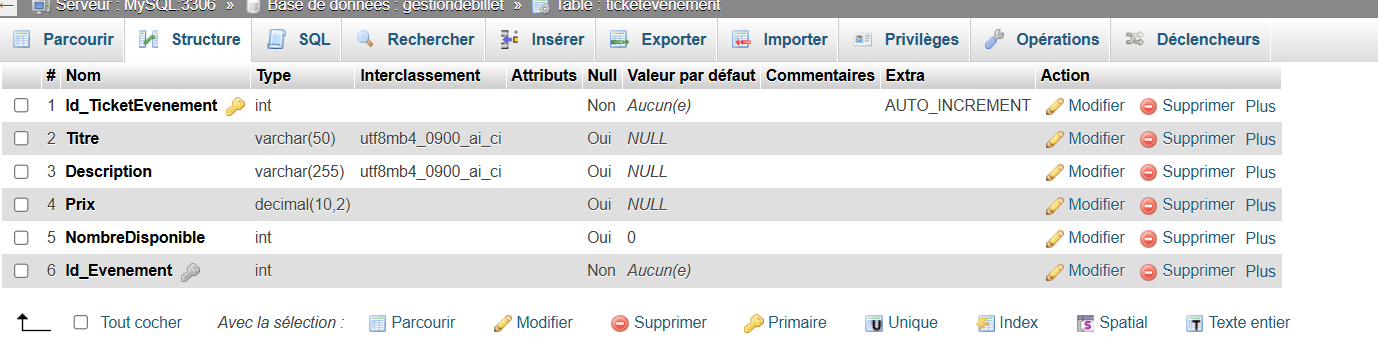 Serveur : MySQL:3306 » Base de données : gestiondebillet » Table : ticketevenement
Parcourir Structure SQL Rechercher Insérer Exporter Importer Privilèges Opérations Déclencheurs
# Nom Type Interclassement Attributs Null Valeur par défaut Commentaires Extra Action
1 Id_TicketEvenement int Non Aucun(e) AUTO_INCREMENT Modifier Supprimer Plus
2 Titre varchar(50) utf8mb4_0900_ai_ci Oui NULL Modifier Supprimer Plus
3 Description varchar(255) utf8mb4_0900_ai_ci Oui NULL Modifier Supprimer Plus
4 Prix decimal(10,2) Oui NULL Modifier Supprimer Plus
5 NombreDisponible int Oui 0 Modifier Supprimer Plus
6 Id_Evenement int Non Aucun(e) Modifier Supprimer Plus
Tout cocher Avec la sélection : Parcourir Modifier Supprimer Primaire Unique Index Spatial Texte entier